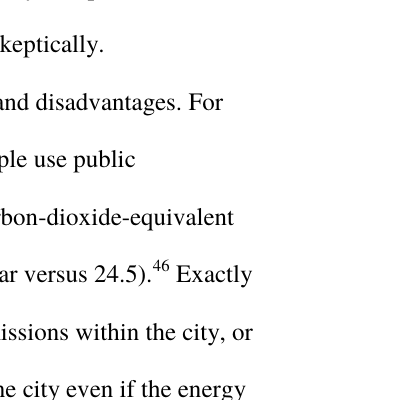 keptically.
and disadvantages. For
ple use public
rbon-dioxide-equivalent
ar versus 24.5).46 Exactly
issions within the city, or
he city even if the energy